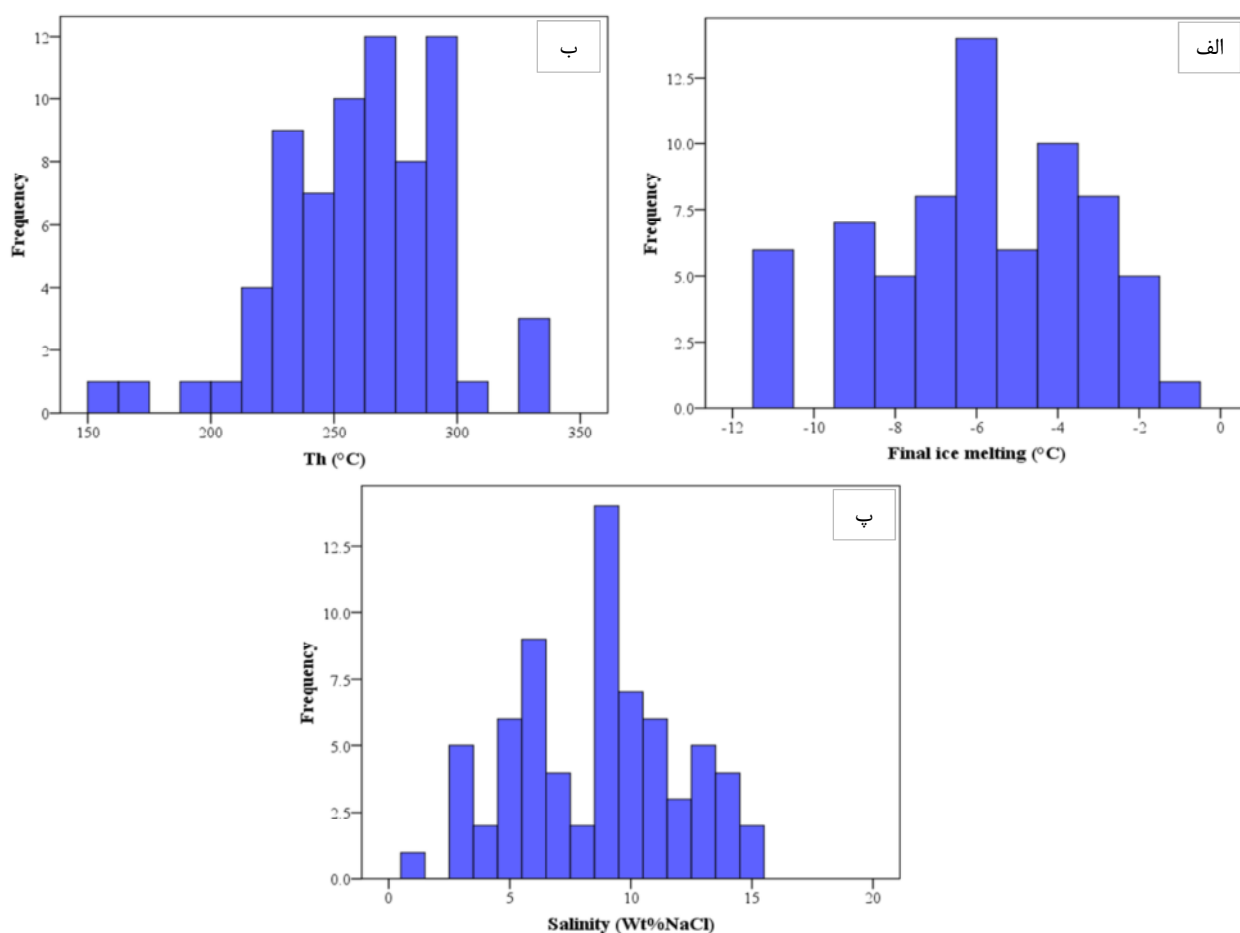 ب
12
10
8
6
4
2
0
Frequency
150 200 250 300 350
Th (°C)
الف
12.5
10.0
7.5
5.0
2.5
0.0
Frequency
-12 -10 -8 -6 -4 -2 0
Final ice melting (°C)
پ
12.5
10.0
7.5
5.0
2.5
0.0
Frequency
0 5 10 15 20
Salinity (Wt%NaCl)